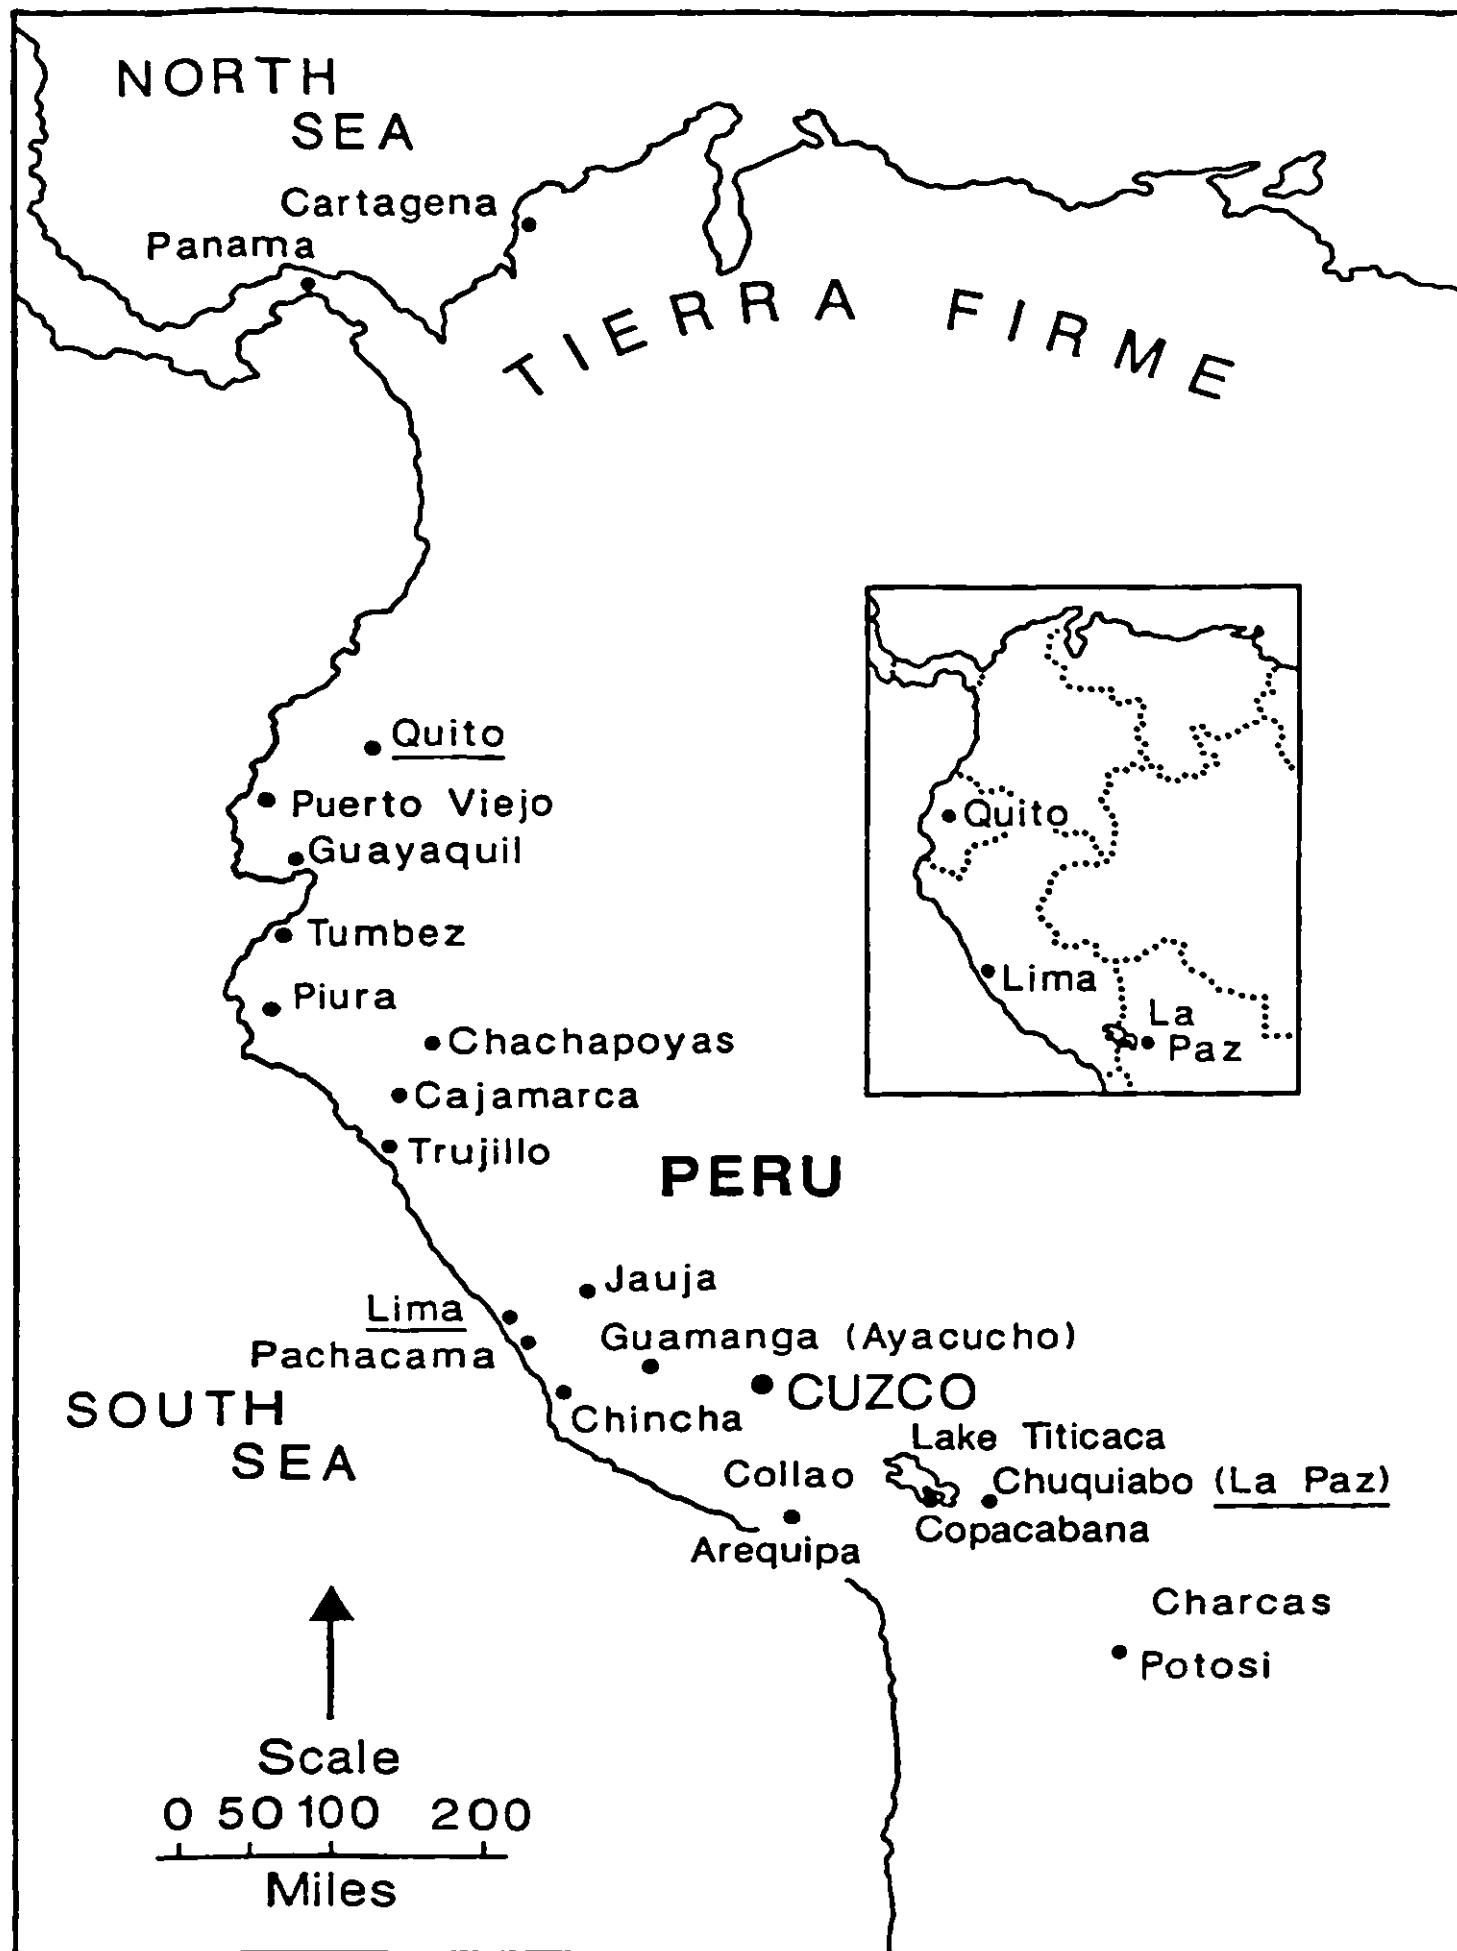 NORTH
SEA
Cartagena
Panama
TIERRA FIRME
Quito
Puerto Viejo
Guayaquil
Tumbez
Piura
Chachapoyas
Cajamarca
Trujillo
PERU
Quito
Lima
La
Paz
Jauja
Lima
Guamanga (Ayacucho)
Pachacama
CUZCO
SOUTH
SEA
Chincha
Lake Titicaca
Collao
Chuquiabo (La Paz)
Copacabana
Arequipa
Charcas
Potosi
Scale
0 50 100 200
Miles